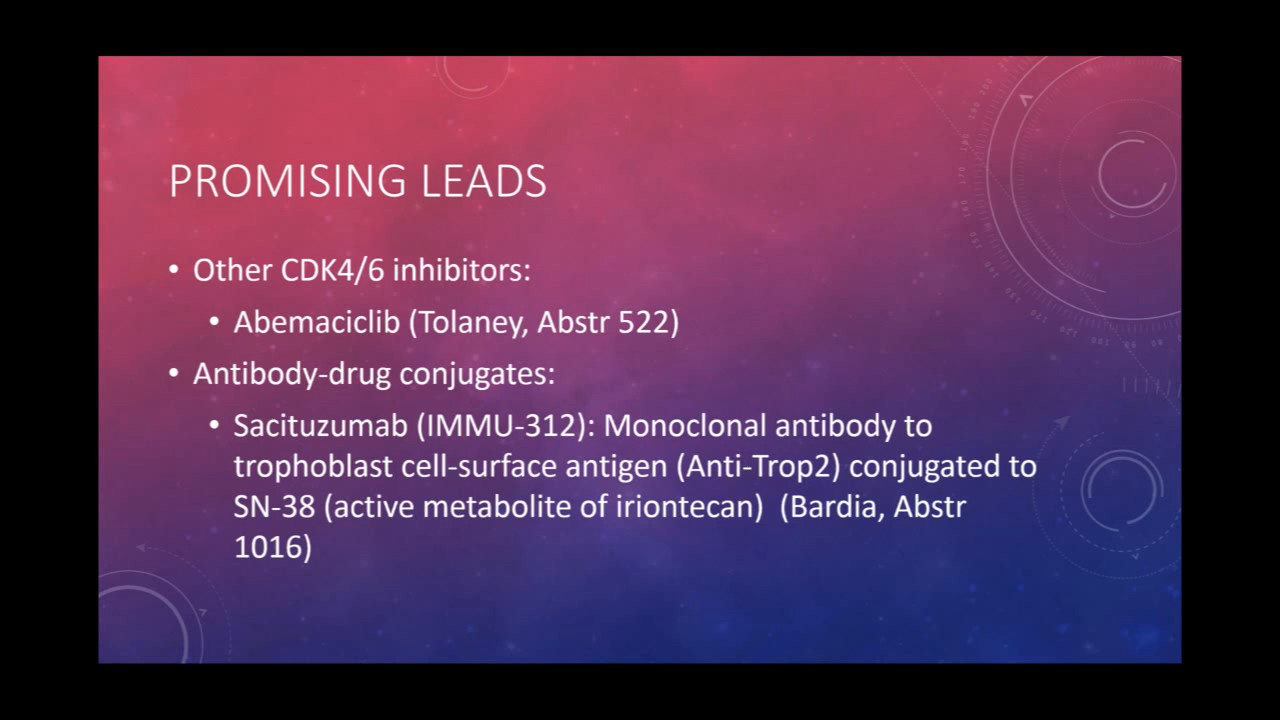 PROMISING LEADS
• Other CDK4/6 inhibitors:
• Abemaciclib (Tolaney, Abstr 522)
• Antibody-drug conjugates:
• Sacituzumab (IMMU-312): Monoclonal antibody to
trophoblast cell-surface antigen (Anti-Trop2) conjugated to
SN-38 (active metabolite of iriontecan)  (Bardia, Abstr
1016)